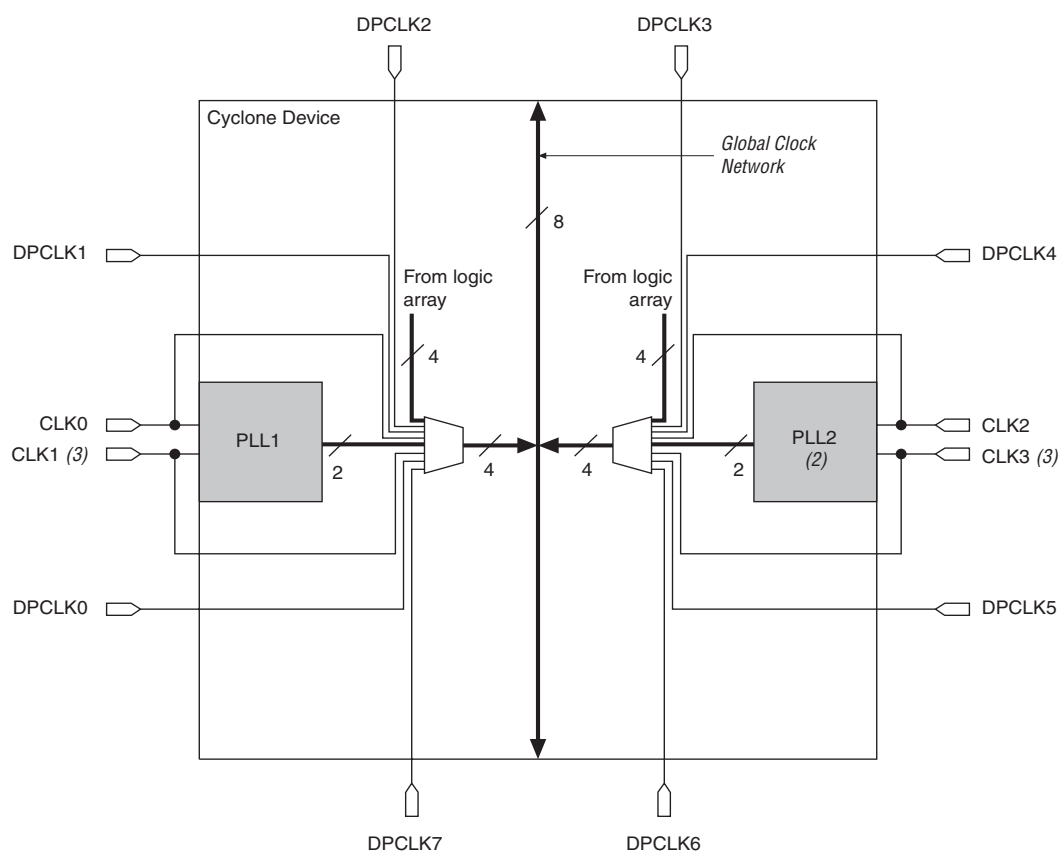 DPCLK2
DPCLK3
Cyclone Device
Global Clock
Network
8
DPCLK1
DPCLK4
From logic
array
From logic
array
4
4
CLK0
PLL1
PLL2
(2)
CLK2
CLK1 (3)
CLK3 (3)
2
4
4
2
DPCLK0
DPCLK5
DPCLK7
DPCLK6